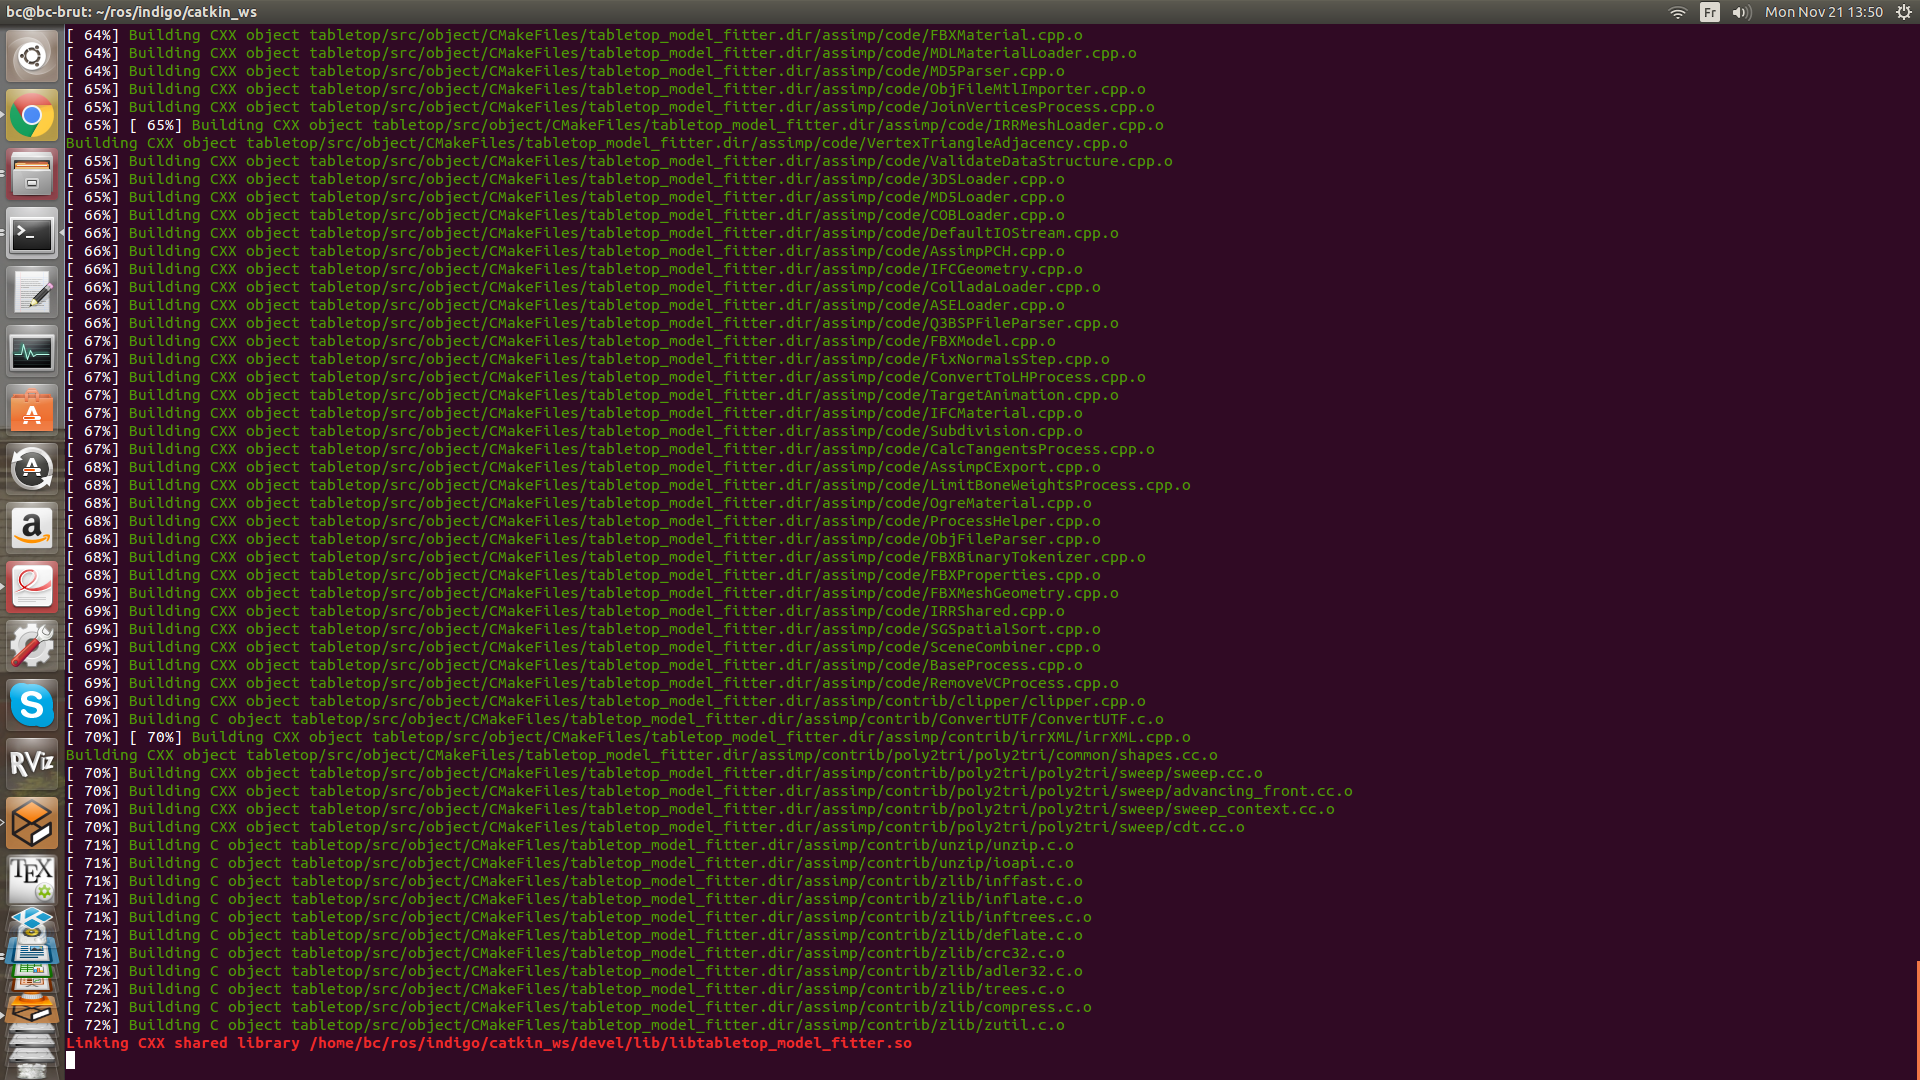 bc@bc-brut: ~/ros/indigo/catkin_ws
Fr
Mon Nov 21 13:50
[ 64%] Building CXX object tabletop/src/object/CMakeFiles/tabletop_model_fitter.dir/assimp/code/FBXMaterial.cpp.o
[ 64%] Building CXX object tabletop/src/object/CMakeFiles/tabletop_model_fitter.dir/assimp/code/MDLMaterialLoader.cpp.o
[ 64%] Building CXX object tabletop/src/object/CMakeFiles/tabletop_model_fitter.dir/assimp/code/MD5Parser.cpp.o
[ 65%] Building CXX object tabletop/src/object/CMakeFiles/tabletop_model_fitter.dir/assimp/code/ObjFileMtlImporter.cpp.o
[ 65%] Building CXX object tabletop/src/object/CMakeFiles/tabletop_model_fitter.dir/assimp/code/JoinVerticesProcess.cpp.o
[ 65%] [ 65%] Building CXX object tabletop/src/object/CMakeFiles/tabletop_model_fitter.dir/assimp/code/IRRMeshLoader.cpp.o
Building CXX object tabletop/src/object/CMakeFiles/tabletop_model_fitter.dir/assimp/code/VertexTriangleAdjacency.cpp.o
[ 65%] Building CXX object tabletop/src/object/CMakeFiles/tabletop_model_fitter.dir/assimp/code/ValidateDataStructure.cpp.o
[ 65%] Building CXX object tabletop/src/object/CMakeFiles/tabletop_model_fitter.dir/assimp/code/3DSLoader.cpp.o
[ 65%] Building CXX object tabletop/src/object/CMakeFiles/tabletop_model_fitter.dir/assimp/code/MD5Loader.cpp.o
[ 66%] Building CXX object tabletop/src/object/CMakeFiles/tabletop_model_fitter.dir/assimp/code/COBLoader.cpp.o
[ 66%] Building CXX object tabletop/src/object/CMakeFiles/tabletop_model_fitter.dir/assimp/code/DefaultIOStream.cpp.o
[ 66%] Building CXX object tabletop/src/object/CMakeFiles/tabletop_model_fitter.dir/assimp/code/AssimpPCH.cpp.o
[ 66%] Building CXX object tabletop/src/object/CMakeFiles/tabletop_model_fitter.dir/assimp/code/IFCGeometry.cpp.o
[ 66%] Building CXX object tabletop/src/object/CMakeFiles/tabletop_model_fitter.dir/assimp/code/ColladaLoader.cpp.o
[ 66%] Building CXX object tabletop/src/object/CMakeFiles/tabletop_model_fitter.dir/assimp/code/ASELoader.cpp.o
[ 66%] Building CXX object tabletop/src/object/CMakeFiles/tabletop_model_fitter.dir/assimp/code/Q3BSPFileParser.cpp.o
[ 67%] Building CXX object tabletop/src/object/CMakeFiles/tabletop_model_fitter.dir/assimp/code/FBXModel.cpp.o
[ 67%] Building CXX object tabletop/src/object/CMakeFiles/tabletop_model_fitter.dir/assimp/code/FixNormalsStep.cpp.o
[ 67%] Building CXX object tabletop/src/object/CMakeFiles/tabletop_model_fitter.dir/assimp/code/ConvertToLHProcess.cpp.o
[ 67%] Building CXX object tabletop/src/object/CMakeFiles/tabletop_model_fitter.dir/assimp/code/TargetAnimation.cpp.o
[ 67%] Building CXX object tabletop/src/object/CMakeFiles/tabletop_model_fitter.dir/assimp/code/IFCMaterial.cpp.o
[ 67%] Building CXX object tabletop/src/object/CMakeFiles/tabletop_model_fitter.dir/assimp/code/Subdivision.cpp.o
[ 67%] Building CXX object tabletop/src/object/CMakeFiles/tabletop_model_fitter.dir/assimp/code/CalcTangentsProcess.cpp.o
[ 68%] Building CXX object tabletop/src/object/CMakeFiles/tabletop_model_fitter.dir/assimp/code/AssimpCExport.cpp.o
[ 68%] Building CXX object tabletop/src/object/CMakeFiles/tabletop_model_fitter.dir/assimp/code/LimitBoneWeightsProcess.cpp.o
[ 68%] Building CXX object tabletop/src/object/CMakeFiles/tabletop_model_fitter.dir/assimp/code/OgreMaterial.cpp.o
[ 68%] Building CXX object tabletop/src/object/CMakeFiles/tabletop_model_fitter.dir/assimp/code/ProcessHelper.cpp.o
[ 68%] Building CXX object tabletop/src/object/CMakeFiles/tabletop_model_fitter.dir/assimp/code/ObjFileParser.cpp.o
[ 68%] Building CXX object tabletop/src/object/CMakeFiles/tabletop_model_fitter.dir/assimp/code/FBXBinaryTokenizer.cpp.o
[ 68%] Building CXX object tabletop/src/object/CMakeFiles/tabletop_model_fitter.dir/assimp/code/FBXProperties.cpp.o
[ 69%] Building CXX object tabletop/src/object/CMakeFiles/tabletop_model_fitter.dir/assimp/code/FBXMeshGeometry.cpp.o
[ 69%] Building CXX object tabletop/src/object/CMakeFiles/tabletop_model_fitter.dir/assimp/code/IRRShared.cpp.o
[ 69%] Building CXX object tabletop/src/object/CMakeFiles/tabletop_model_fitter.dir/assimp/code/SGSpatialSort.cpp.o
[ 69%] Building CXX object tabletop/src/object/CMakeFiles/tabletop_model_fitter.dir/assimp/code/SceneCombiner.cpp.o
[ 69%] Building CXX object tabletop/src/object/CMakeFiles/tabletop_model_fitter.dir/assimp/code/BaseProcess.cpp.o
[ 69%] Building CXX object tabletop/src/object/CMakeFiles/tabletop_model_fitter.dir/assimp/code/RemoveVCProcess.cpp.o
[ 69%] Building CXX object tabletop/src/object/CMakeFiles/tabletop_model_fitter.dir/assimp/contrib/clipper/clipper.cpp.o
[ 70%] Building C object tabletop/src/object/CMakeFiles/tabletop_model_fitter.dir/assimp/contrib/ConvertUTF/ConvertUTF.c.o
[ 70%] [ 70%] Building CXX object tabletop/src/object/CMakeFiles/tabletop_model_fitter.dir/assimp/contrib/irrXML/irrXML.cpp.o
Building CXX object tabletop/src/object/CMakeFiles/tabletop_model_fitter.dir/assimp/contrib/poly2tri/poly2tri/common/shapes.cc.o
[ 70%] Building CXX object tabletop/src/object/CMakeFiles/tabletop_model_fitter.dir/assimp/contrib/poly2tri/poly2tri/sweep/sweep.cc.o
[ 70%] Building CXX object tabletop/src/object/CMakeFiles/tabletop_model_fitter.dir/assimp/contrib/poly2tri/poly2tri/sweep/advancing_front.cc.o
[ 70%] Building CXX object tabletop/src/object/CMakeFiles/tabletop_model_fitter.dir/assimp/contrib/poly2tri/poly2tri/sweep/sweep_context.cc.o
[ 70%] Building CXX object tabletop/src/object/CMakeFiles/tabletop_model_fitter.dir/assimp/contrib/poly2tri/poly2tri/sweep/cdt.cc.o
[ 71%] Building C object tabletop/src/object/CMakeFiles/tabletop_model_fitter.dir/assimp/contrib/unzip/unzip.c.o
[ 71%] Building C object tabletop/src/object/CMakeFiles/tabletop_model_fitter.dir/assimp/contrib/unzip/ioapi.c.o
[ 71%] Building C object tabletop/src/object/CMakeFiles/tabletop_model_fitter.dir/assimp/contrib/zlib/inffast.c.o
[ 71%] Building C object tabletop/src/object/CMakeFiles/tabletop_model_fitter.dir/assimp/contrib/zlib/inflate.c.o
[ 71%] Building C object tabletop/src/object/CMakeFiles/tabletop_model_fitter.dir/assimp/contrib/zlib/inftrees.c.o
[ 71%] Building C object tabletop/src/object/CMakeFiles/tabletop_model_fitter.dir/assimp/contrib/zlib/deflate.c.o
[ 71%] Building C object tabletop/src/object/CMakeFiles/tabletop_model_fitter.dir/assimp/contrib/zlib/crc32.c.o
[ 72%] Building C object tabletop/src/object/CMakeFiles/tabletop_model_fitter.dir/assimp/contrib/zlib/adler32.c.o
[ 72%] Building C object tabletop/src/object/CMakeFiles/tabletop_model_fitter.dir/assimp/contrib/zlib/trees.c.o
[ 72%] Building C object tabletop/src/object/CMakeFiles/tabletop_model_fitter.dir/assimp/contrib/zlib/compress.c.o
[ 72%] Building C object tabletop/src/object/CMakeFiles/tabletop_model_fitter.dir/assimp/contrib/zlib/zutil.c.o
Linking CXX shared library /home/bc/ros/indigo/catkin_ws/devel/lib/libtabletop_model_fitter.so
RViz
TEX